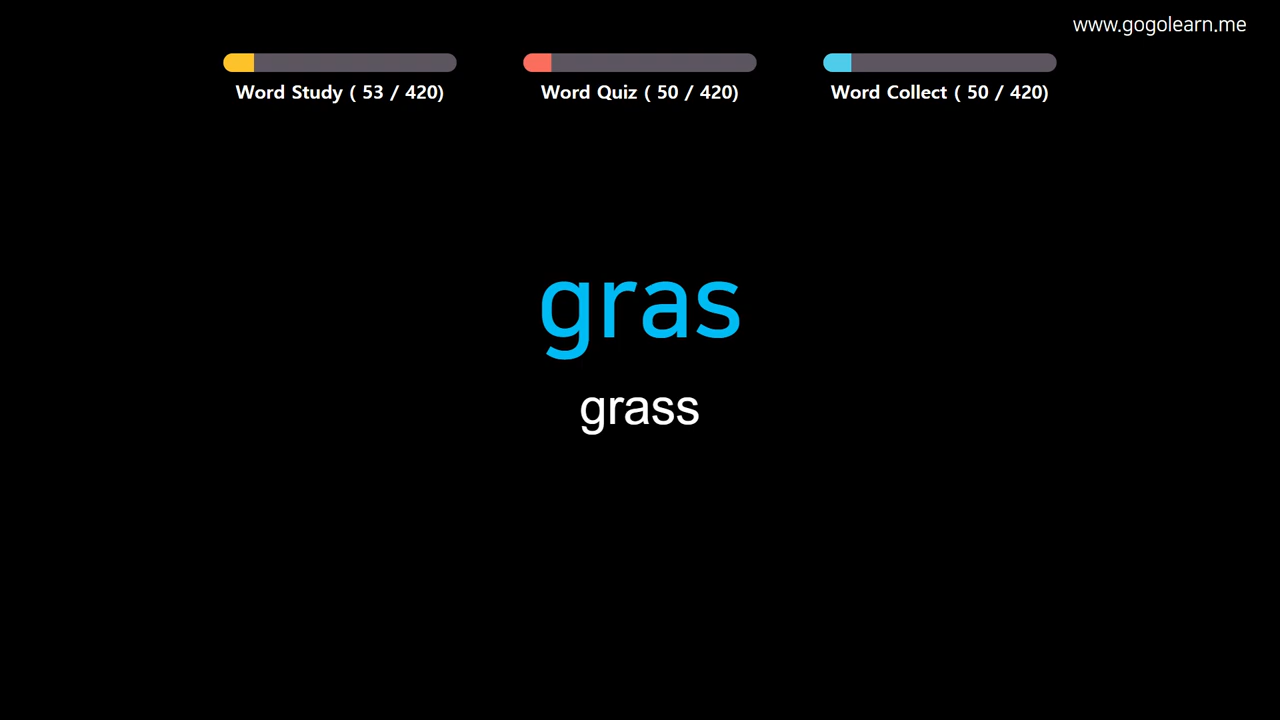 www.gogolearn.me
Word Study ( 53 / 420)
Word Quiz ( 50 / 420)
Word Collect ( 50 / 420)
gras
grass